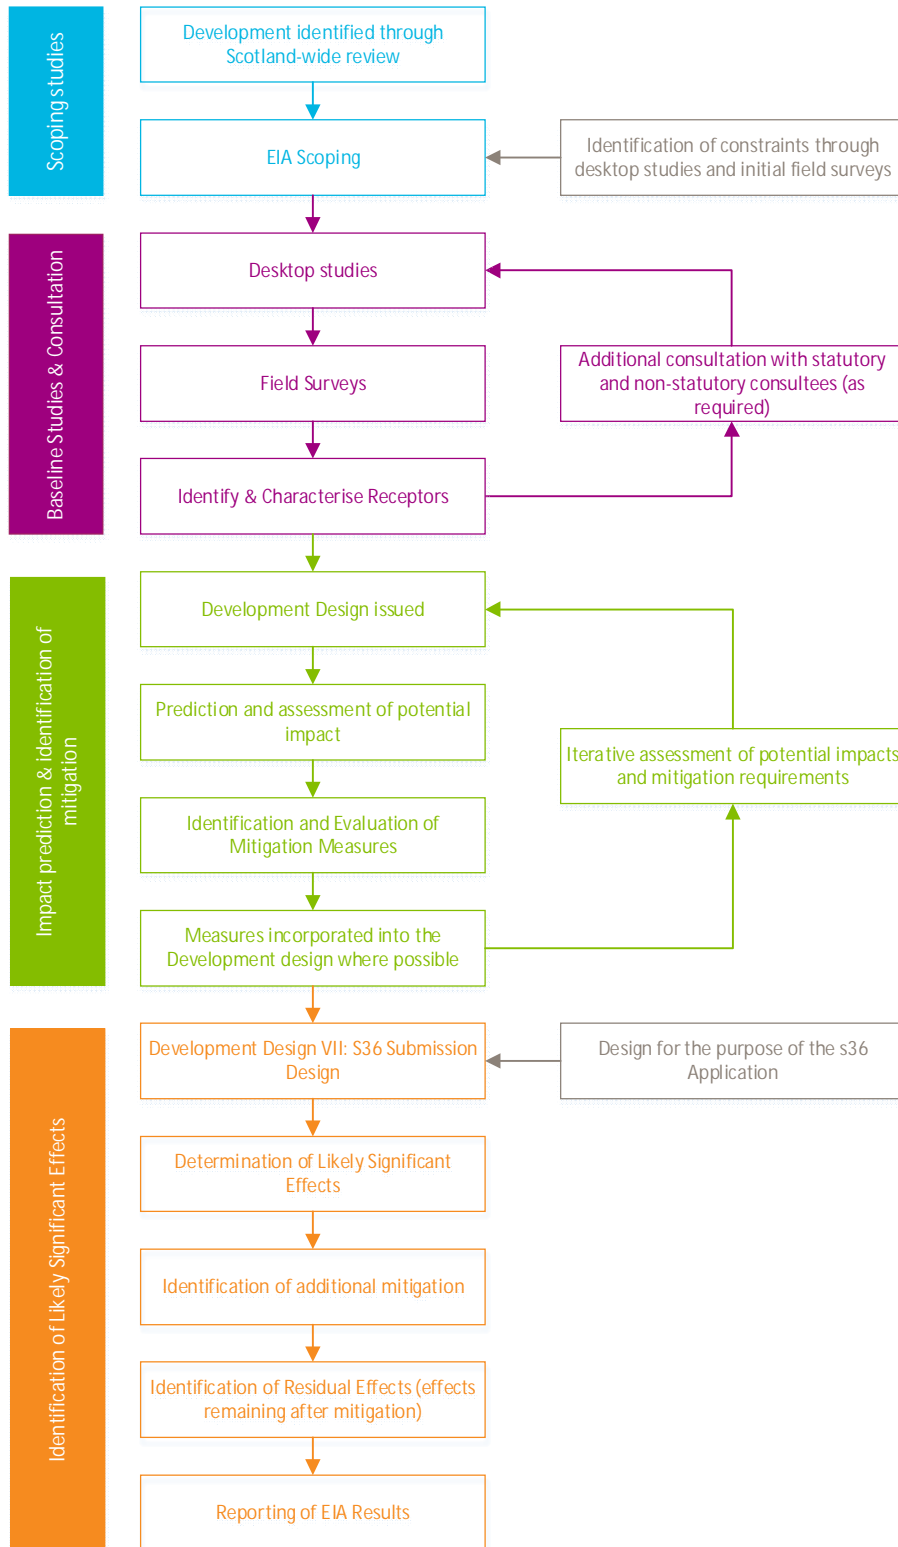 Scoping studies
Development identified through
Scotland-wide review
EIA Scoping
Identification of constraints through
desktop studies and initial field surveys
Baseline Studies & Consultation
Desktop studies
Field Surveys
Additional consultation with statutory
and non-statutory consultees (as
required)
Identify & Characterise Receptors
Impact prediction & identification of
mitigation
Development Design issued
Prediction and assessment of potential
impact
Iterative assessment of potential impacts
and mitigation requirements
Identification and Evaluation of
Mitigation Measures
Measures incorporated into the
Development design where possible
Identification of Likely Significant Effects
Development Design VII: S36 Submission
Design
Design for the purpose of the s36
Application
Determination of Likely Significant
Effects
Identification of additional mitigation
Identification of Residual Effects (effects
remaining after mitigation)
Reporting of EIA Results